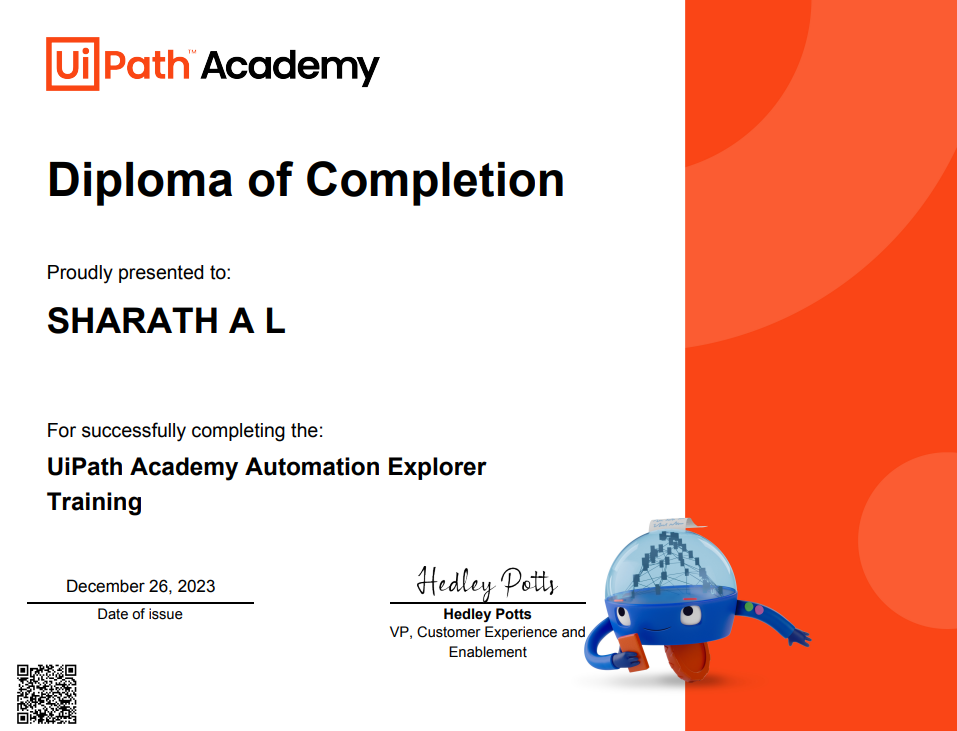 UiPath™ Academy
Diploma of Completion
Proudly presented to:
SHARATH A L
For successfully completing the:
UiPath Academy Automation Explorer
Training
December 26, 2023
Date of issue
Hedley Potts
Hedley Potts
VP, Customer Experience and
Enablement